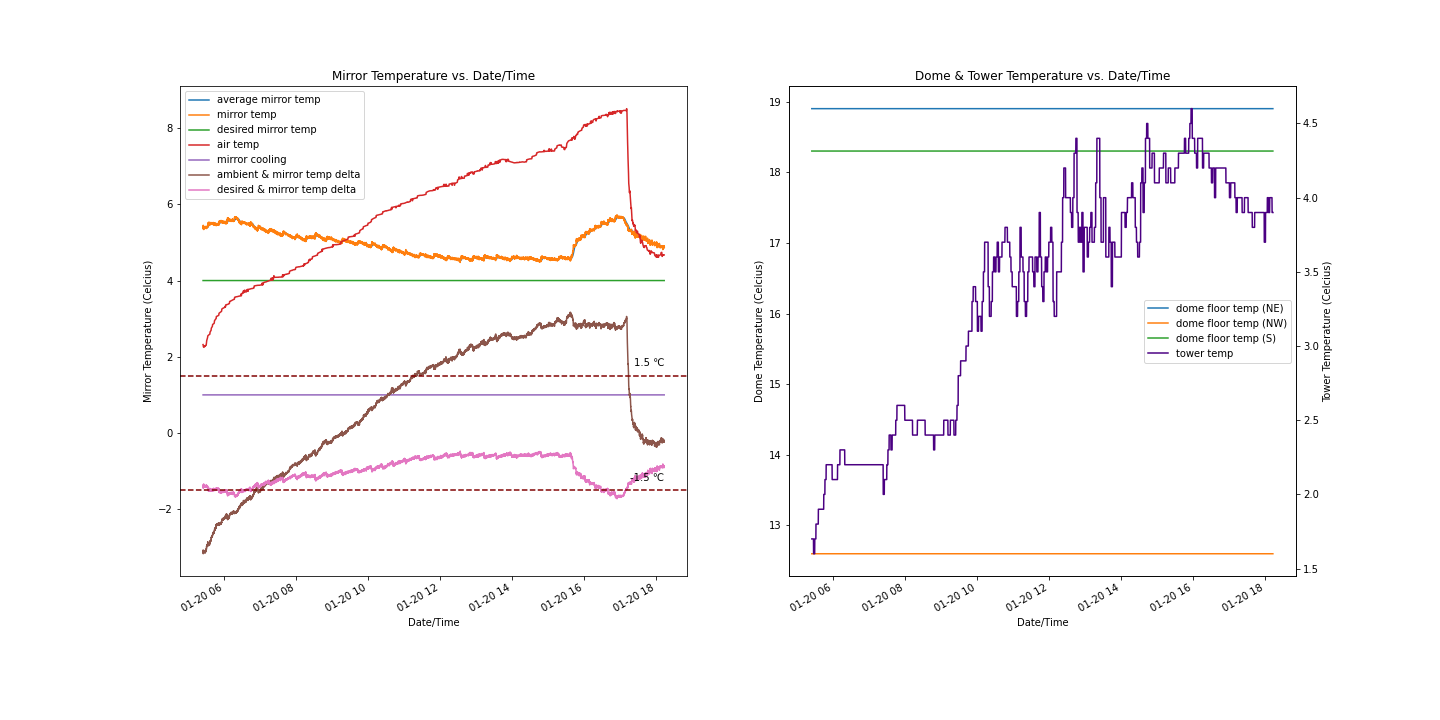 Mirror Temperature vs. Date/Time
average mirror temp
mirror temp
desired mirror temp
air temp
mirror cooling
ambient & mirror temp delta
desired & mirror temp delta
Mirror Temperature (Celcius)
8
6
4
2
0
−2
1.5 °C
-1.5 °C
01-20 06
01-20 08
01-20 10
01-20 12
01-20 14
01-20 16
01-20 18
Date/Time
Dome & Tower Temperature vs. Date/Time
Dome Temperature (Celcius)
19
18
17
16
15
14
13
dome floor temp (NE)
dome floor temp (NW)
dome floor temp (S)
tower temp
4.5
4.0
3.5
3.0
2.5
2.0
1.5
Tower Temperature (Celcius)
01-20 06
01-20 08
01-20 10
01-20 12
01-20 14
01-20 16
01-20 18
Date/Time